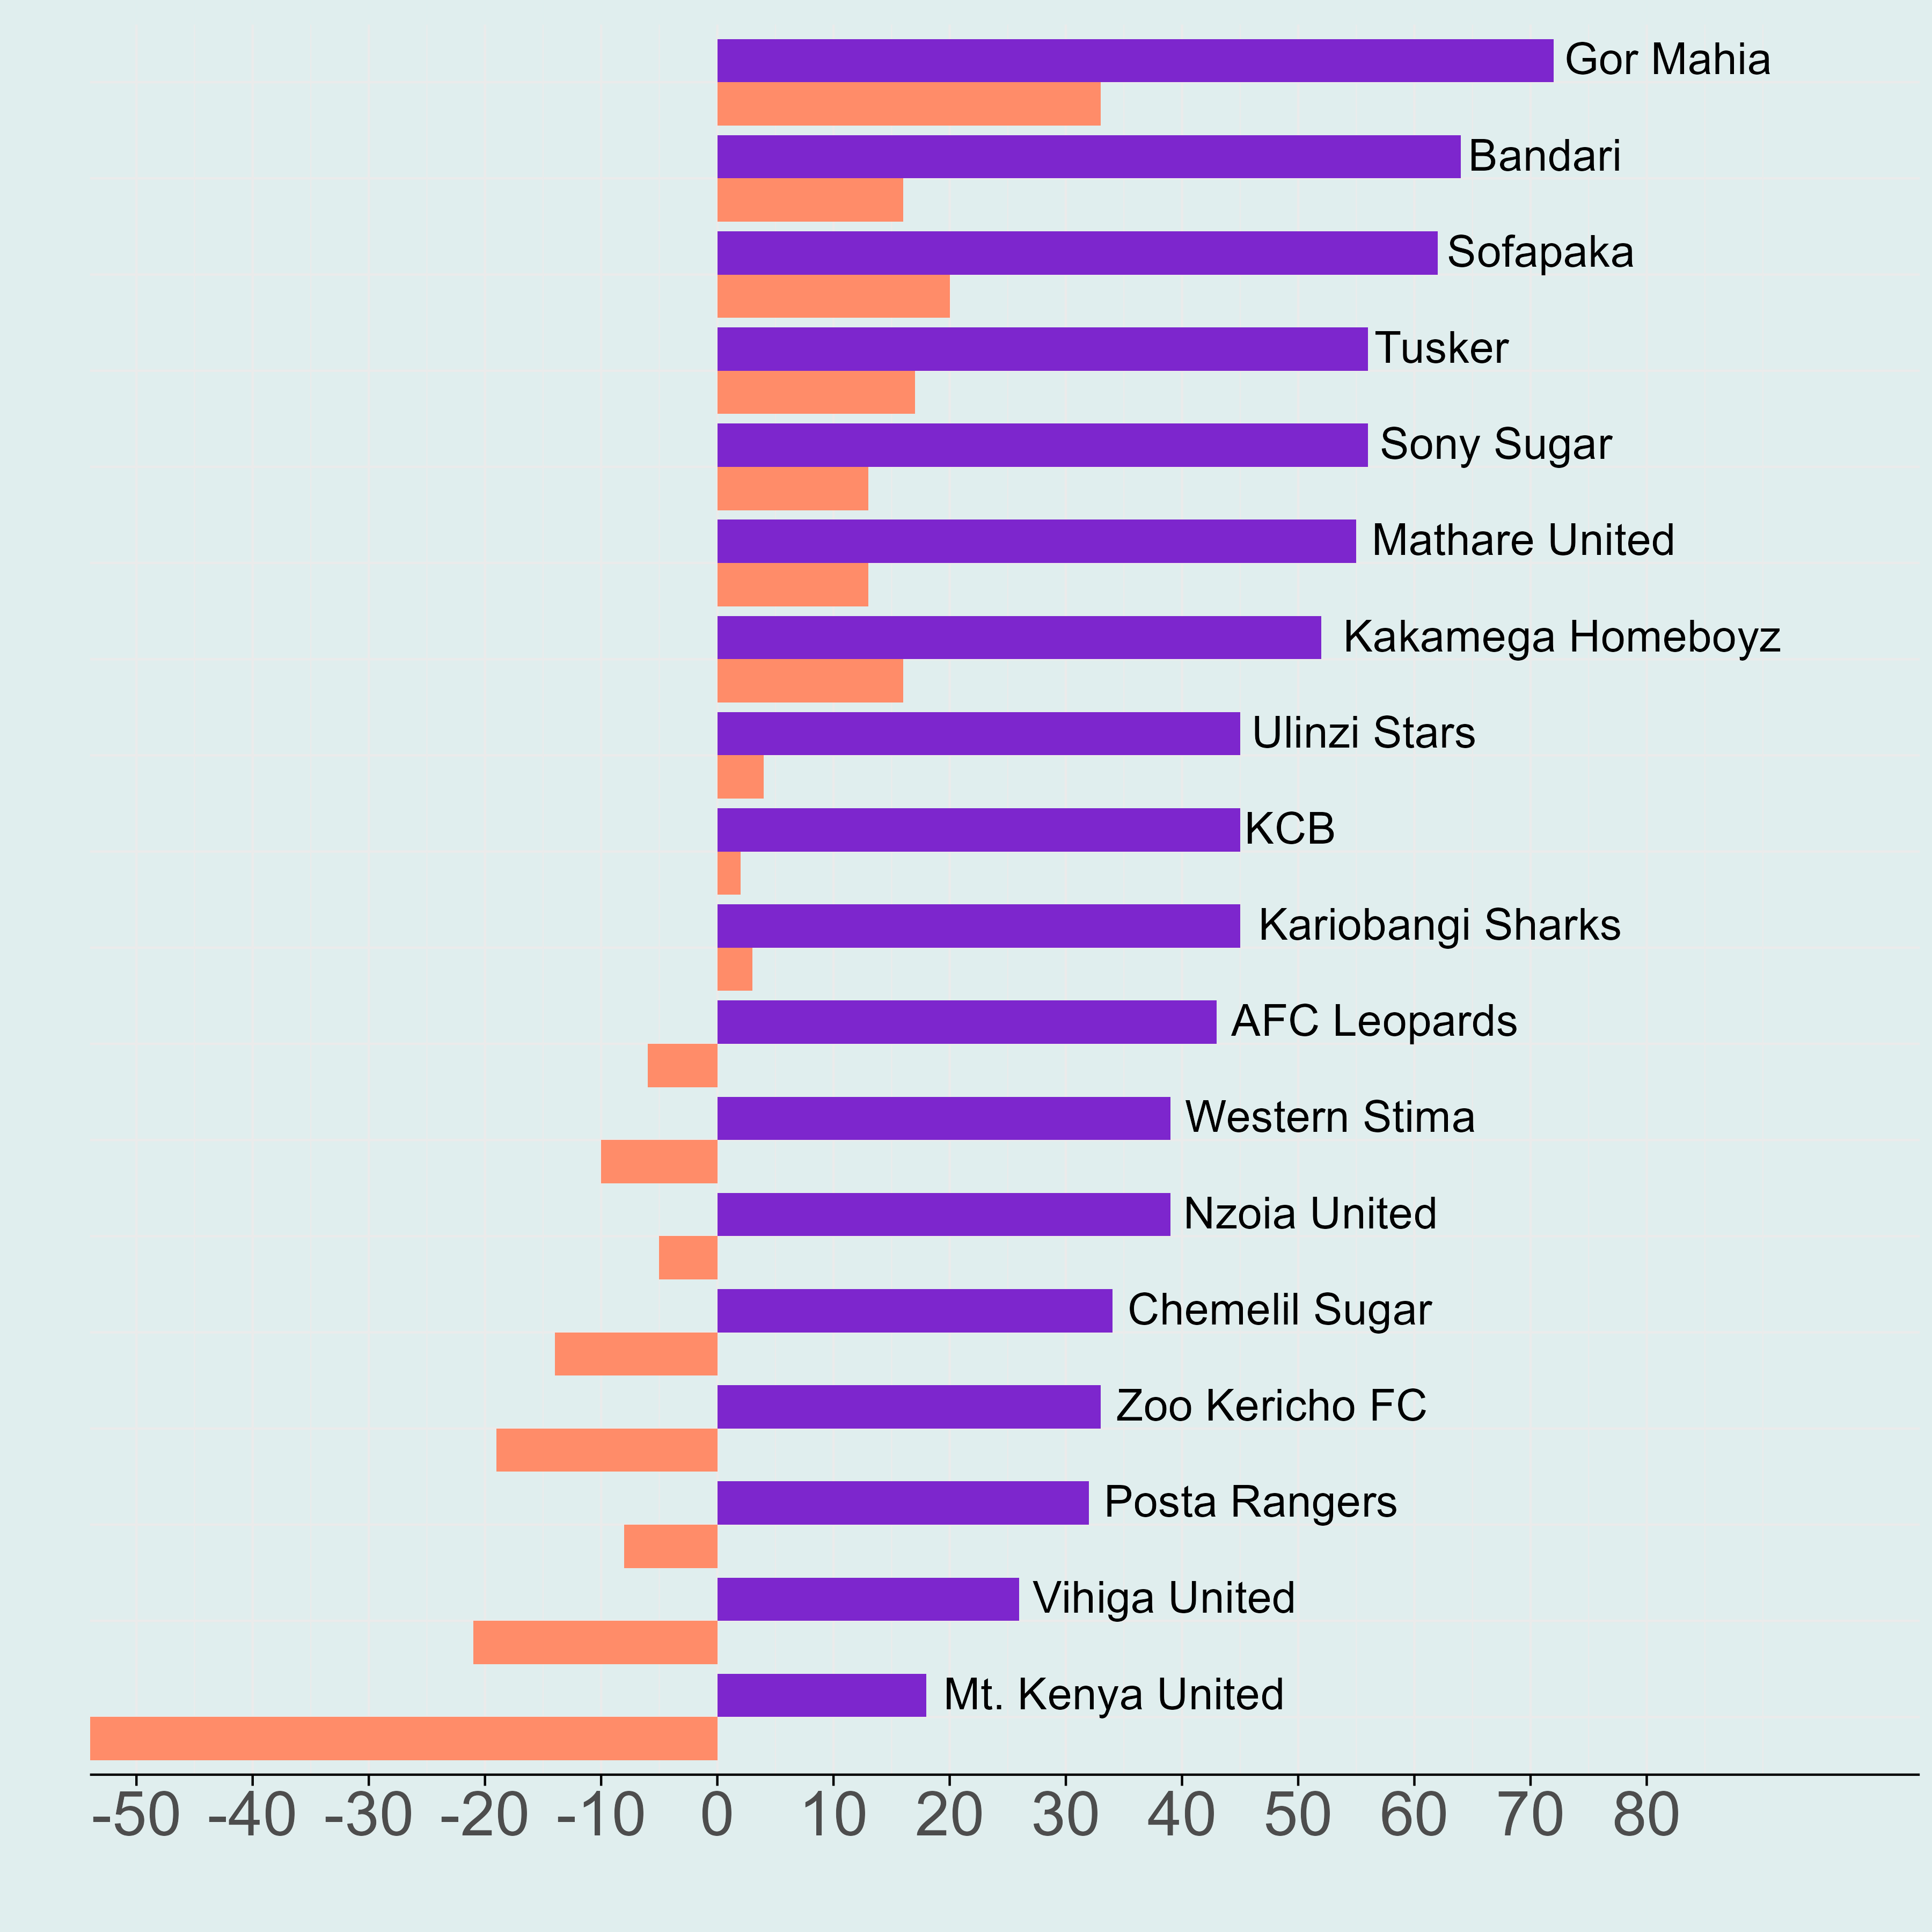 Gor Mahia
Bandari
Sofapaka
Tusker
Sony Sugar
Mathare United
Kakamega Homeboyz
Ulinzi Stars
KCB
Kariobangi Sharks
AFC Leopards
Western Stima
Nzoia United
Chemelil Sugar
Zoo Kericho FC
Posta Rangers
Vihiga United
Mt. Kenya United
-50 -40 -30 -20 -10 0 10 20 30 40 50 60 70 80